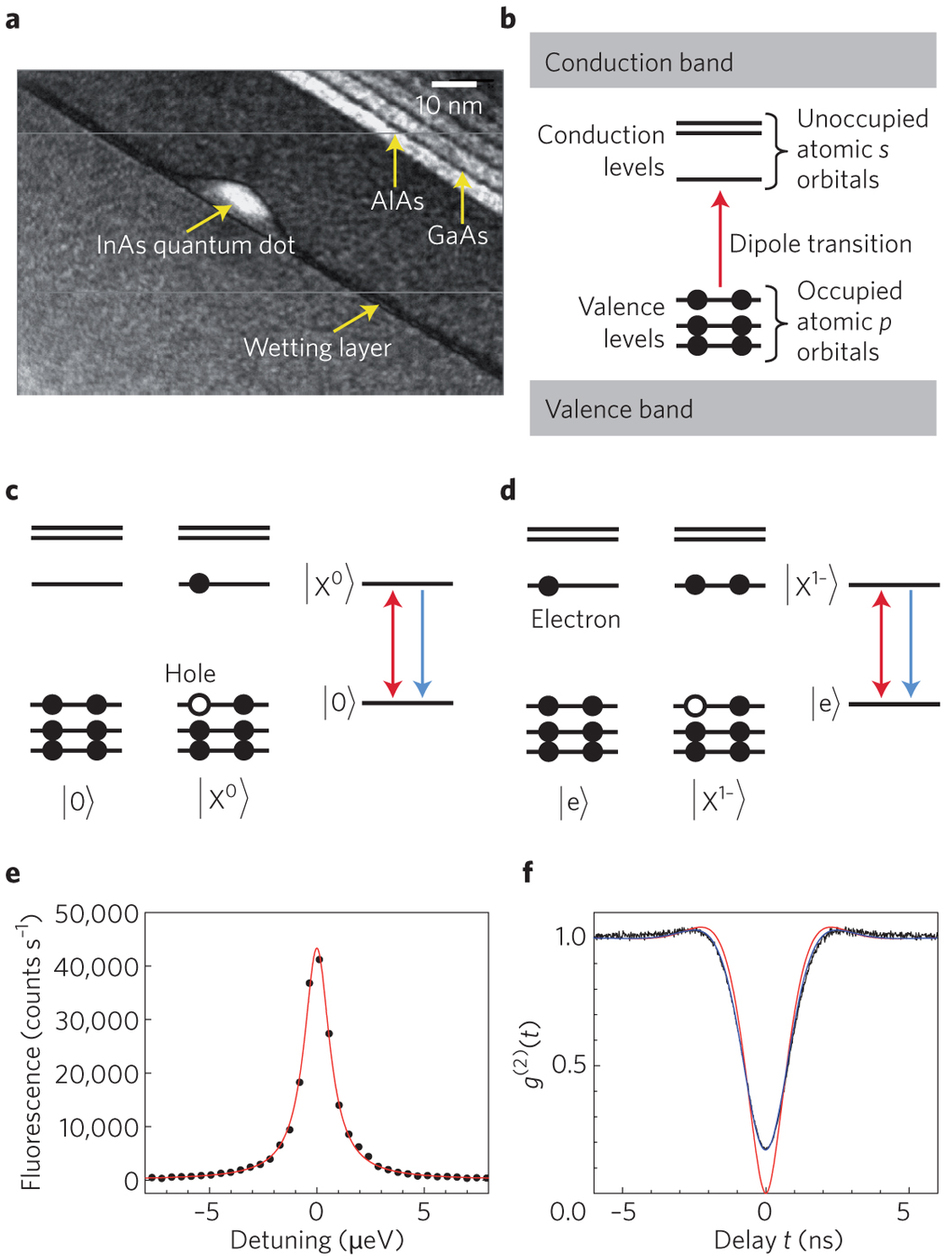 a
10 nm
AlAs
GaAs
InAs quantum dot
Wetting layer
b
Conduction band
Conduction
levels
Unoccupied
atomic s
orbitals
Dipole transition
Valence
levels
Occupied
atomic p
orbitals
Valence band
c
|X⁰⟩
Hole
|0⟩
|0⟩
|X⁰⟩
d
|X¹⁻⟩
Electron
|e⟩
|e⟩
|X¹⁻⟩
e
Fluorescence (counts s⁻¹)
50,000
40,000
30,000
20,000
10,000
0
−5
0
5
Detuning (µeV)
f
g⁽²⁾(t)
1.0
0.5
0.0
-5
0
5
Delay t (ns)